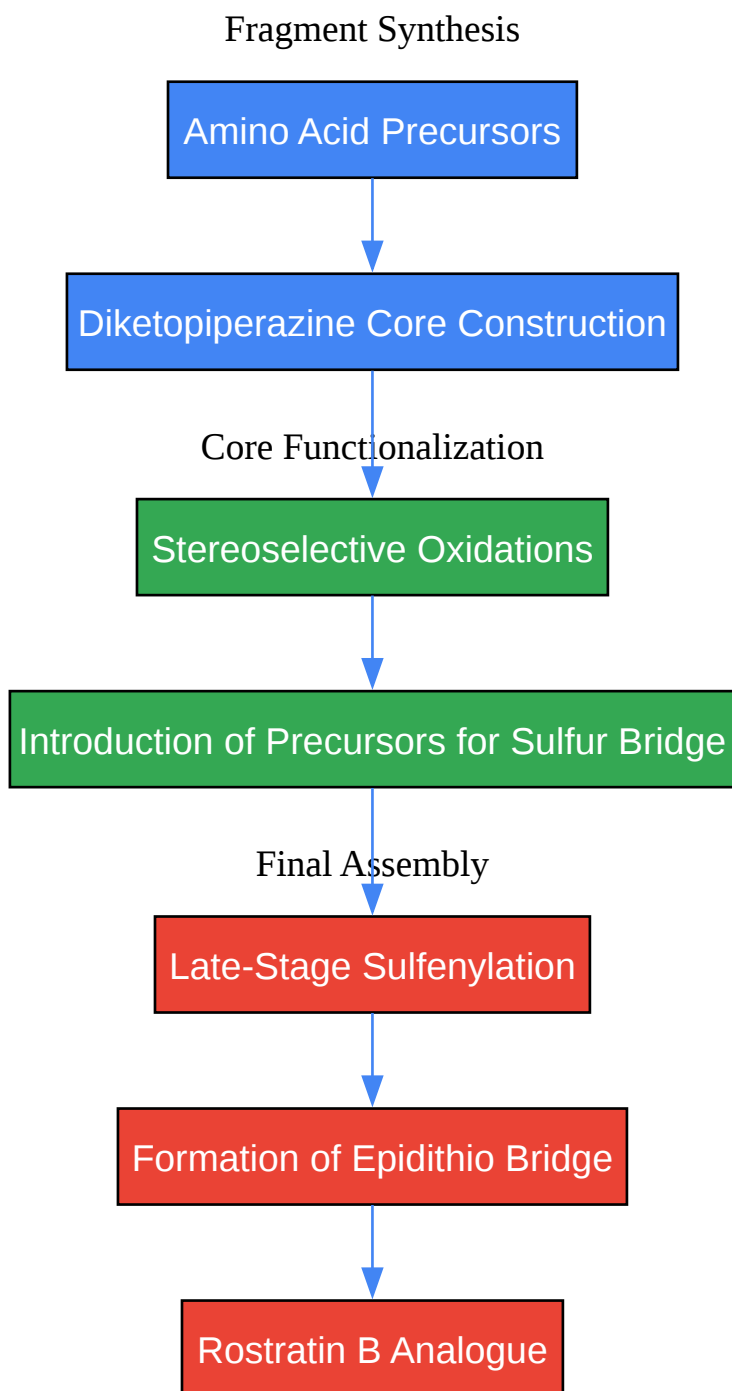 Fragment Synthesis
Amino Acid Precursors
Diketopiperazine Core Construction
Core Functionalization
Stereoselective Oxidations
Introduction of Precursors for Sulfur Bridge
Final Assembly
Late-Stage Sulfenylation
Formation of Epidithio Bridge
Rostratin B Analogue